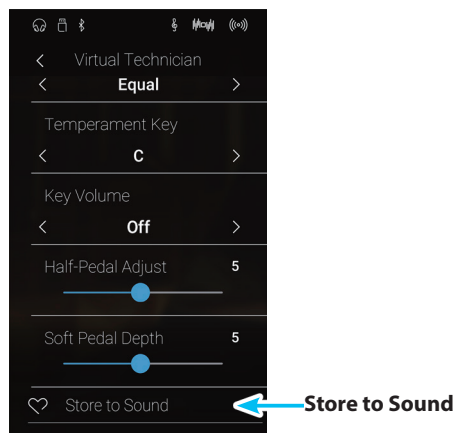 Virtual Technician
Equal
Temperament Key
C
Key Volume
Off
Half-Pedal Adjust 5
Soft Pedal Depth 5
Store to Sound
Store to Sound